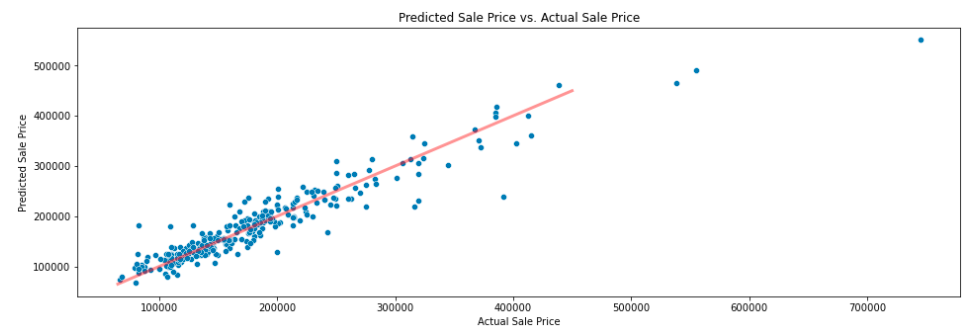 Predicted Sale Price vs. Actual Sale Price
Predicted Sale Price
500000
400000
300000
200000
100000
100000 200000 300000 400000 500000 600000 700000
Actual Sale Price